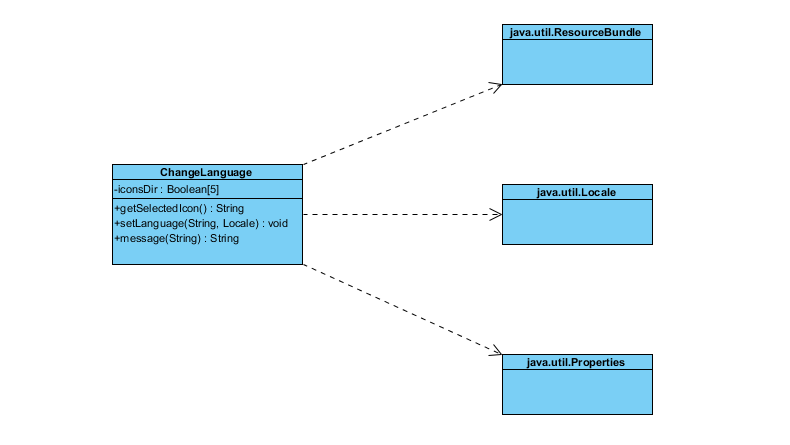 java.util.ResourceBundle
ChangeLanguage
-iconsDir : Boolean[5]
+getSelectedIcon() : String
+setLanguage(String, Locale) : void
+message(String) : String
java.util.Locale
java.util.Properties